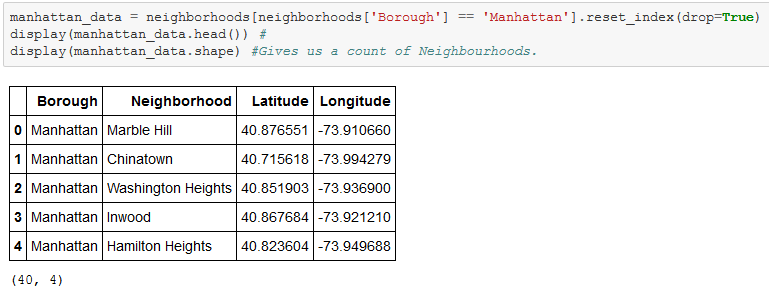 manhattan_data = neighborhoods[neighborhoods['Borough'] == 'Manhattan'].reset_index(drop=True)
display(manhattan_data.head()) #
display(manhattan_data.shape) #Gives us a count of Neighbourhoods.
Borough Neighborhood Latitude Longitude
0 Manhattan Marble Hill 40.876551 -73.910660
1 Manhattan Chinatown 40.715618 -73.994279
2 Manhattan Washington Heights 40.851903 -73.936900
3 Manhattan Inwood 40.867684 -73.921210
4 Manhattan Hamilton Heights 40.823604 -73.949688
(40, 4)